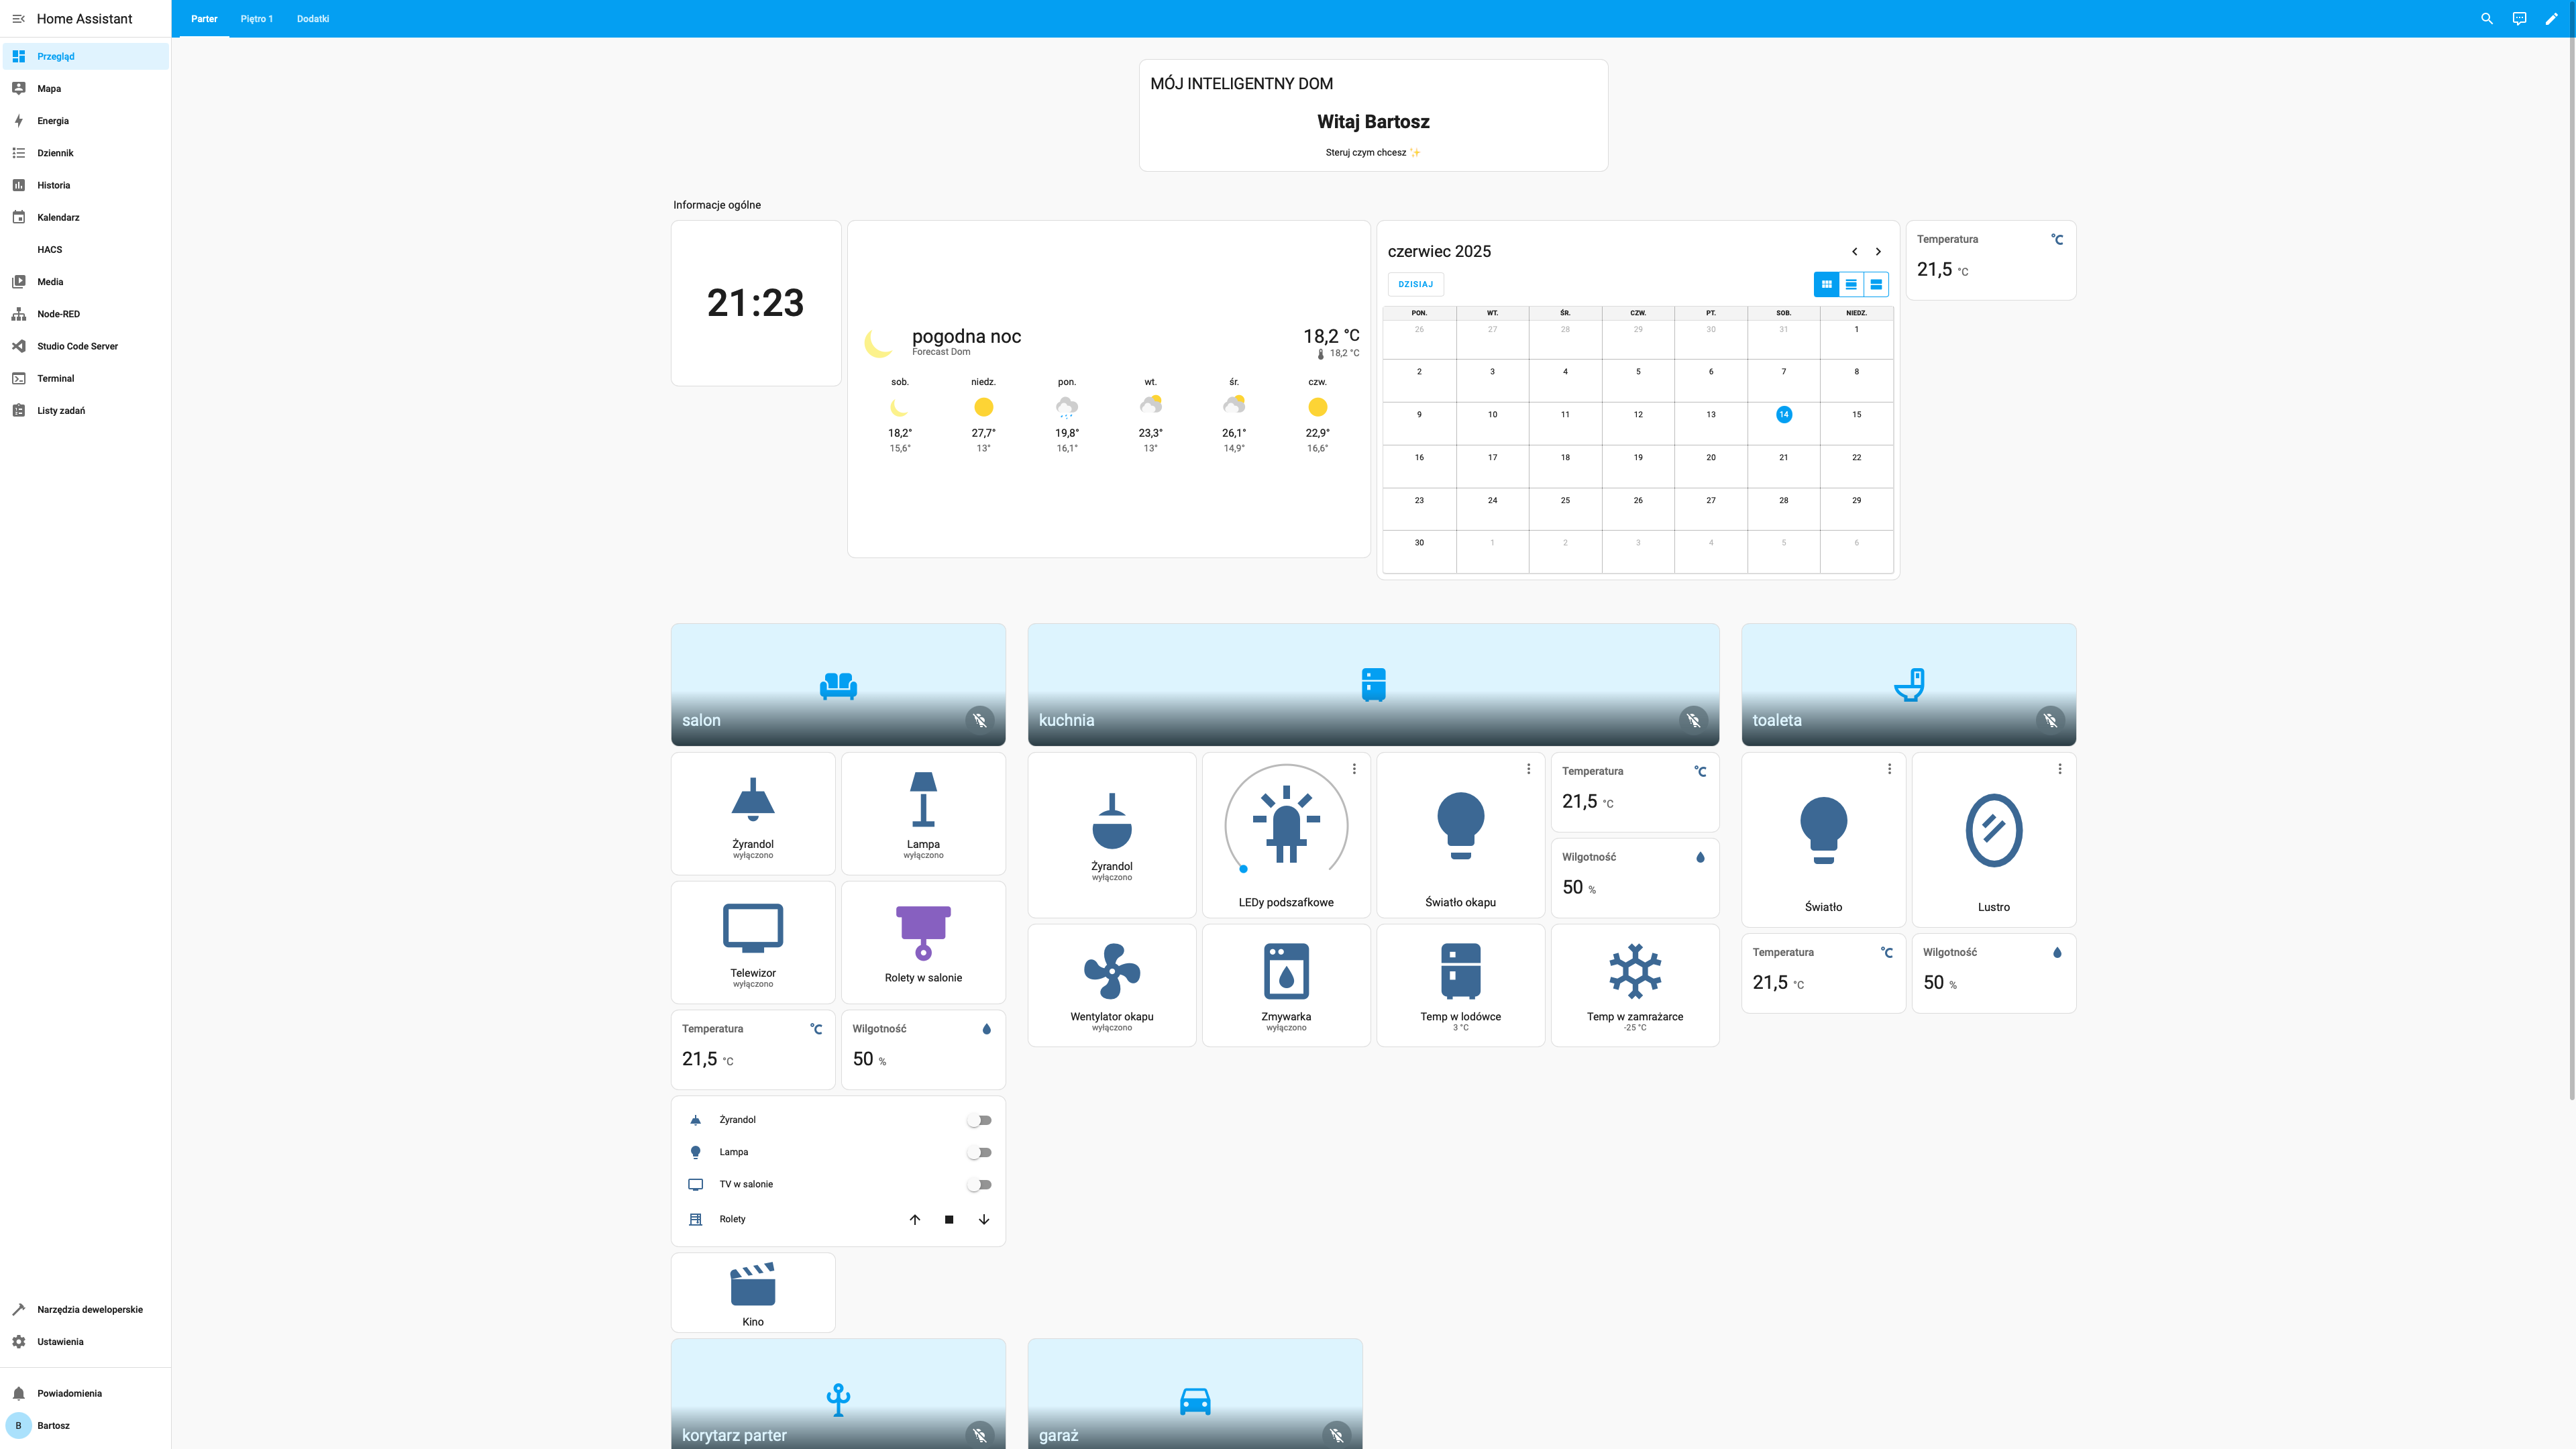 Home Assistant
Parter
Piętro 1
Dodatki
Przegląd
Mapa
Energia
Dziennik
Historia
Kalendarz
HACS
Media
Node-RED
Studio Code Server
Terminal
Listy zadań
Narzędzia deweloperskie
Ustawienia
Powiadomienia
B Bartosz
MÓJ INTELIGENTNY DOM
Witaj Bartosz
Steruj czym chcesz ✨
Informacje ogólne
21:23
pogodna noc
Forecast Dom
18,2 °C
18,2 °C
sob. niedz. pon. wt. śr. czw.
18,2° 27,7° 19,8° 23,3° 26,1° 22,9°
15,6° 13° 16,1° 13° 14,9° 16,6°
czerwiec 2025
DZISIAJ
PON. WT. ŚR. CZW. PT. SOB. NIEDZ.
26 27 28 29 30 31 1
2 3 4 5 6 7 8
9 10 11 12 13 14 15
16 17 18 19 20 21 22
23 24 25 26 27 28 29
30 1 2 3 4 5 6
Temperatura °C
21,5 °C
salon
Żyrandol
wyłączono
Lampa
wyłączono
Telewizor
wyłączono
Rolety w salonie
Temperatura °C
21,5 °C
Wilgotność
50 %
Żyrandol
Lampa
TV w salonie
Rolety
Kino
kuchnia
Żyrandol
wyłączono
LEDy podszafkowe
Światło okapu
Temperatura °C
21,5 °C
Wilgotność
50 %
Wentylator okapu
wyłączono
Zmywarka
wyłączono
Temp w lodówce
3 °C
Temp w zamrażarce
-25 °C
toaleta
Światło
Lustro
Temperatura °C
21,5 °C
Wilgotność
50 %
korytarz parter
garaż